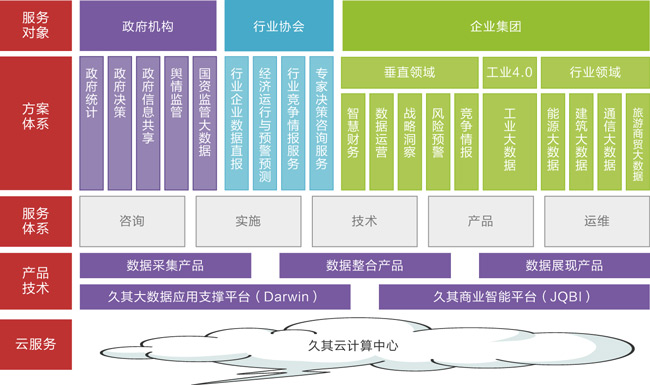 服务
对象
政府机构
行业协会
企业集团
方案
体系
政府统计
政府决策
政府信息共享
舆情监管
国资监管大数据
行业企业数据直报
经济运行与预警预测
行业竞争情报服务
专家决策咨询服务
垂直领域
工业4.0
行业领域
智慧财务
数据运营
战略洞察
风险预警
竞争情报
工业大数据
能源大数据
建筑大数据
通信大数据
旅游商贸大数据
服务
体系
咨询
实施
技术
产品
运维
产品
技术
数据采集产品
数据整合产品
数据展现产品
久其大数据应用支撑平台（Darwin）
久其商业智能平台（JQBI）
云服务
久其云计算中心